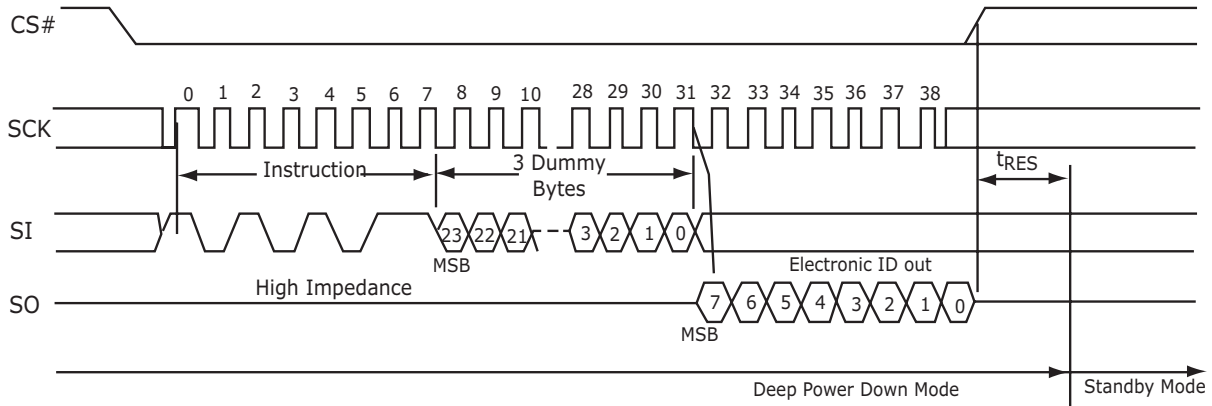 CS#
0 1 2 3 4 5 6 7 8 9 10 28 29 30 31 32 33 34 35 36 37 38
SCK
Instruction
3 Dummy
Bytes
tRES
SI
23 22 21 3 2 1 0
MSB
Electronic ID out
High Impedance
SO
7 6 5 4 3 2 1 0
MSB
Deep Power Down Mode
Standby Mode